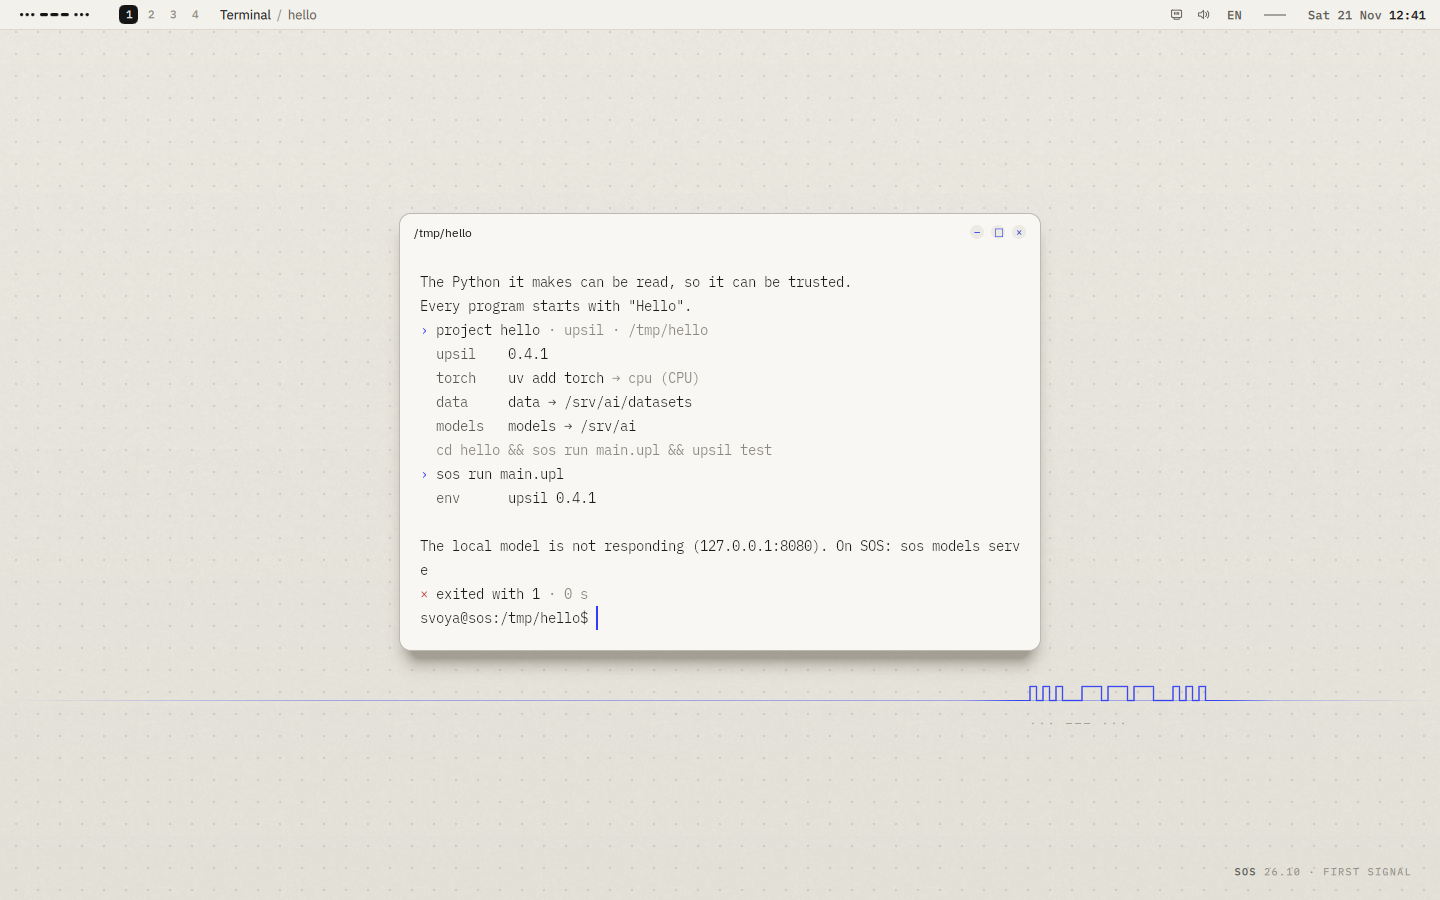 1 2 3 4 Terminal / hello EN Sat 21 Nov 12:41
/tmp/hello
The Python it makes can be read, so it can be trusted.
Every program starts with "Hello".
› project hello · upsil · /tmp/hello
upsil 0.4.1
torch uv add torch → cpu (CPU)
data data → /srv/ai/datasets
models models → /srv/ai
cd hello && sos run main.upl && upsil test
› sos run main.upl
env upsil 0.4.1
The local model is not responding (127.0.0.1:8080). On SOS: sos models serv
e
× exited with 1 · 0 s
svoya@sos:/tmp/hello$
··· −−− ···
SOS 26.10 · FIRST SIGNAL